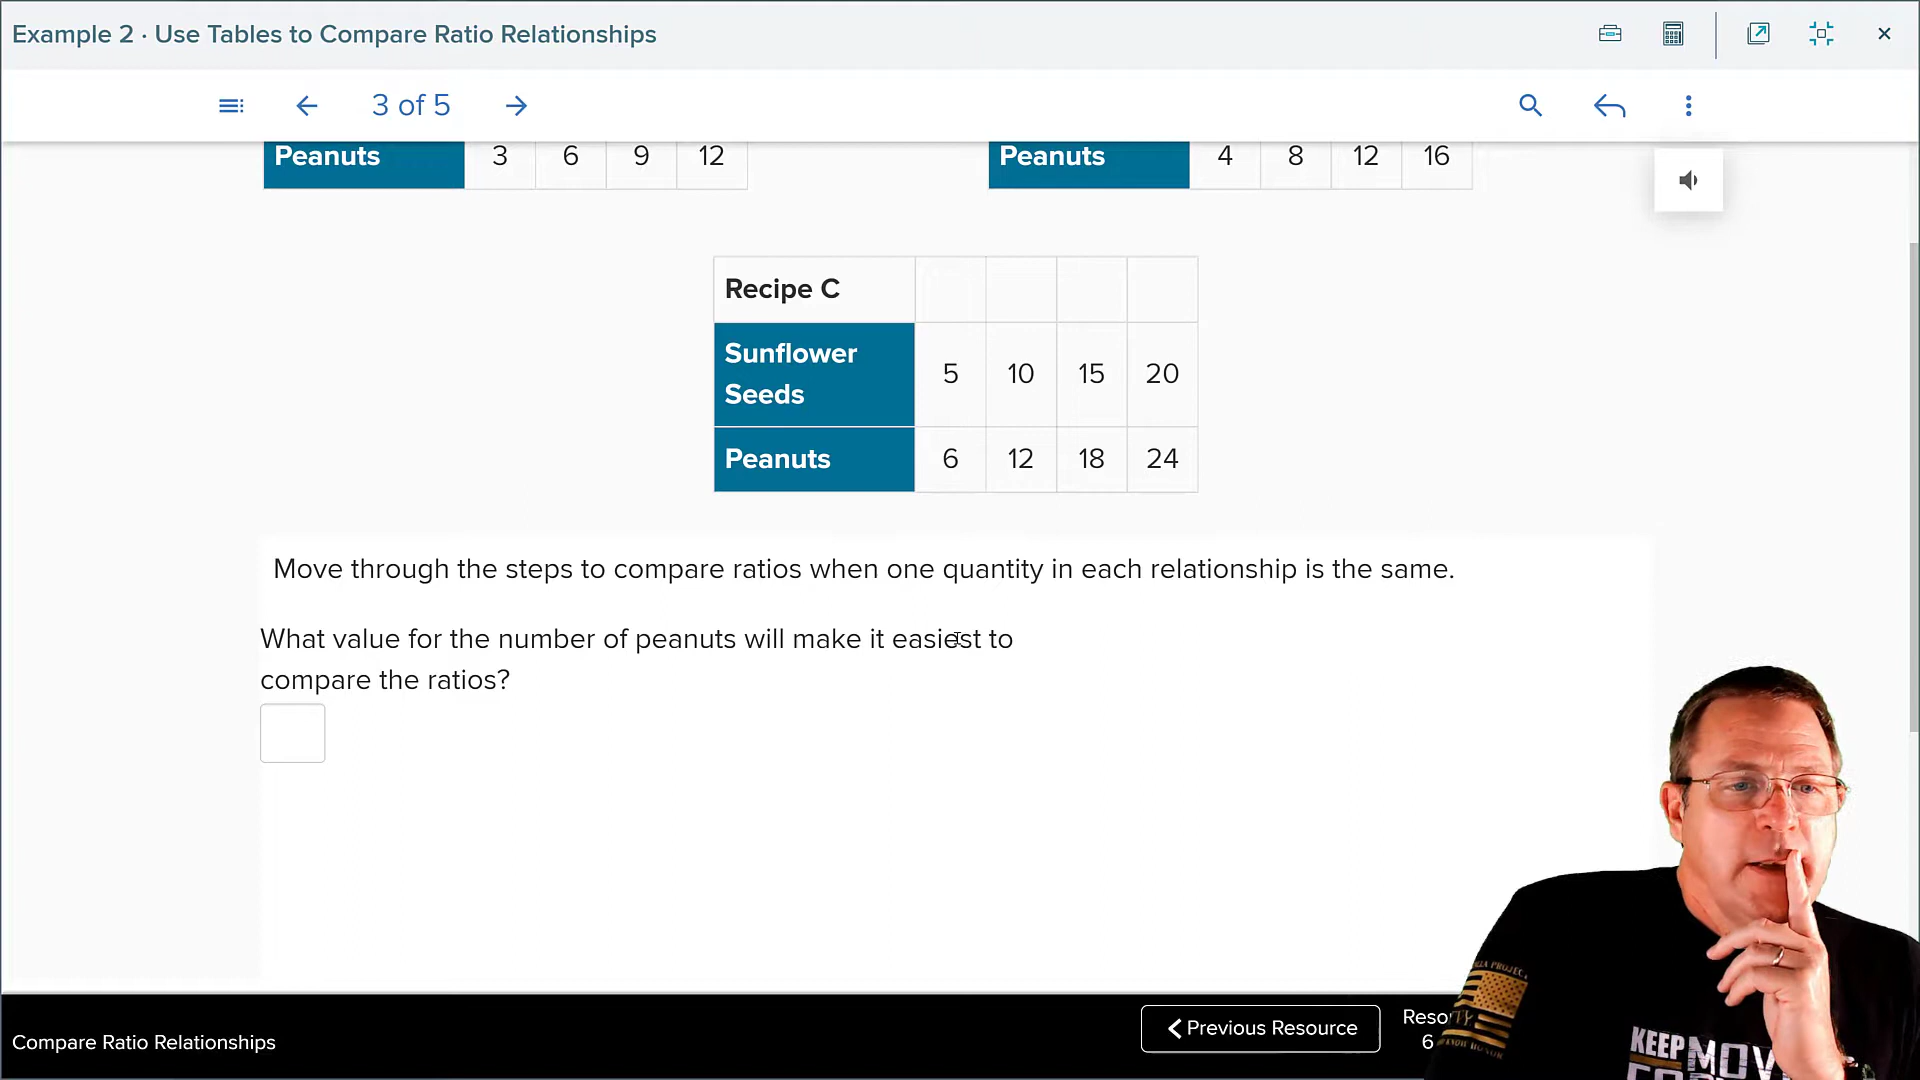 Example 2 · Use Tables to Compare Ratio Relationships
3 of 5
Peanuts 3 6 9 12
Peanuts 4 8 12 16
Recipe C
Sunflower
Seeds 5 10 15 20
Peanuts 6 12 18 24
Move through the steps to compare ratios when one quantity in each relationship is the same.
What value for the number of peanuts will make it easiest to
compare the ratios?
Previous Resource
Reso
6
Compare Ratio Relationships
KEEP MOV